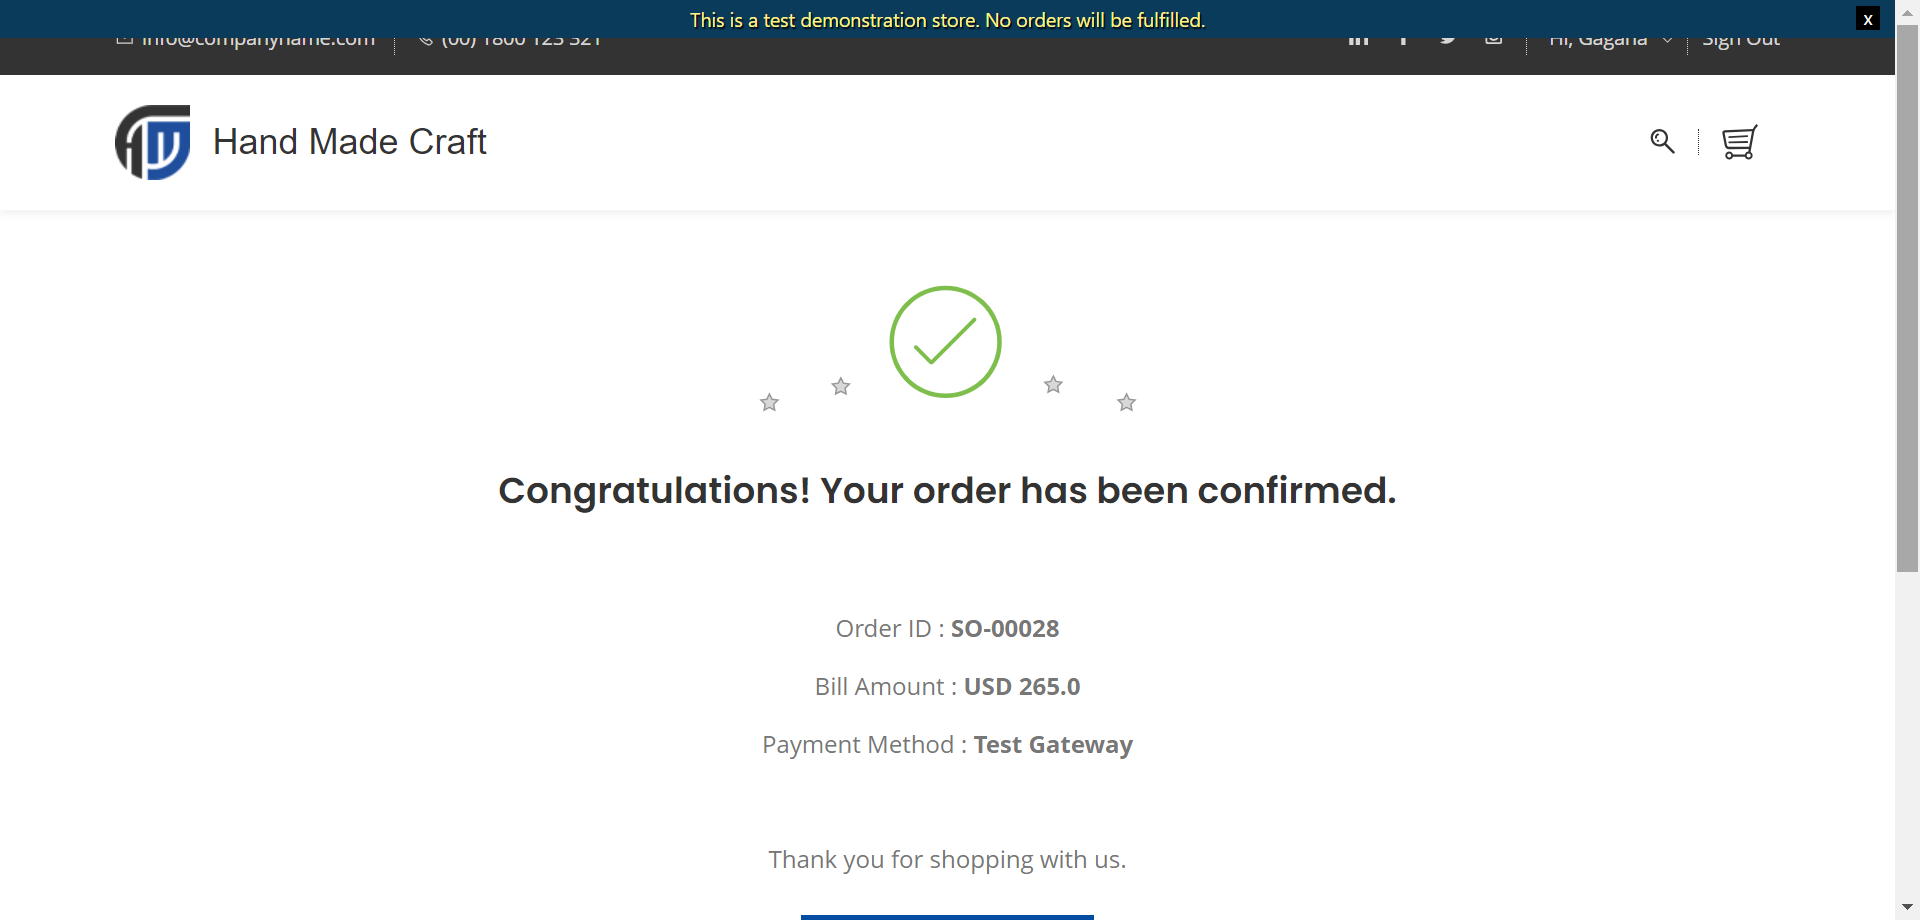 This is a test demonstration store. No orders will be fulfilled.
x
info@companyname.com
(00) 1800 123 321
Hi, Gagana
Sign Out
Hand Made Craft
Congratulations! Your order has been confirmed.
Order ID : SO-00028
Bill Amount : USD 265.0
Payment Method : Test Gateway
Thank you for shopping with us.